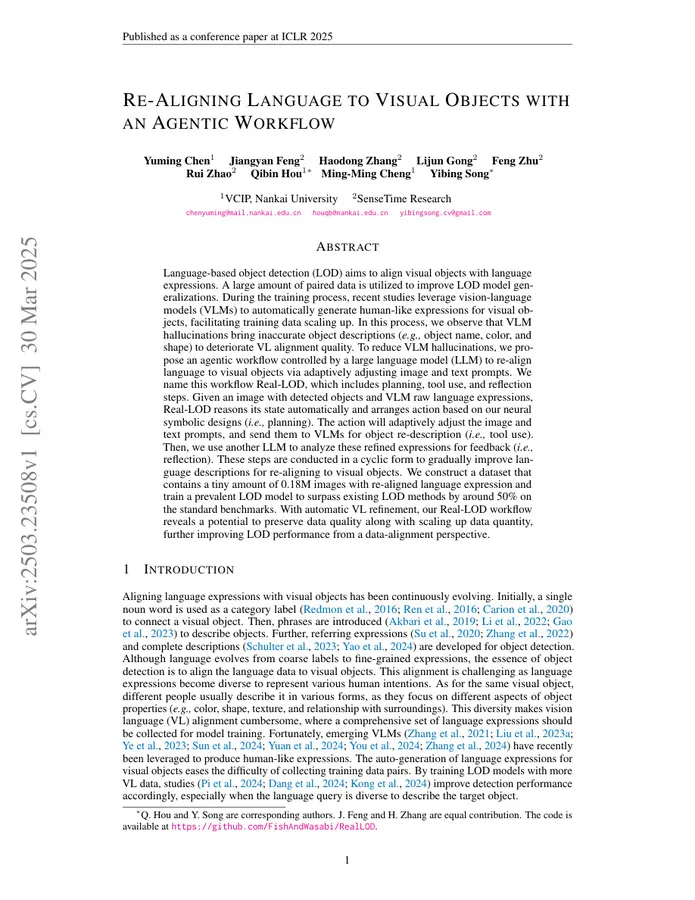 Published as a conference paper at ICLR 2025
RE-ALIGNING LANGUAGE TO VISUAL OBJECTS WITH
AN AGENTIC WORKFLOW
Yuming Chen1 Jiangyan Feng2 Haodong Zhang2 Lijun Gong2 Feng Zhu2
Rui Zhao2 Qibin Hou1* Ming-Ming Cheng1 Yibing Song*
1VCIP, Nankai University 2SenseTime Research
chenyuming@mail.nankai.edu.cn houqb@nankai.edu.cn yibingsong.cv@gmail.com
ABSTRACT
Language-based object detection (LOD) aims to align visual objects with language
expressions. A large amount of paired data is utilized to improve LOD model gen-
eralizations. During the training process, recent studies leverage vision-language
models (VLMs) to automatically generate human-like expressions for visual ob-
jects, facilitating training data scaling up. In this process, we observe that VLM
hallucinations bring inaccurate object descriptions (e.g., object name, color, and
shape) to deteriorate VL alignment quality. To reduce VLM hallucinations, we pro-
pose an agentic workflow controlled by a large language model (LLM) to re-align
language to visual objects via adaptively adjusting image and text prompts. We
name this workflow Real-LOD, which includes planning, tool use, and reflection
steps. Given an image with detected objects and VLM raw language expressions,
Real-LOD reasons its state automatically and arranges action based on our neural
symbolic designs (i.e., planning). The action will adaptively adjust the image and
text prompts, and send them to VLMs for object re-description (i.e., tool use).
Then, we use another LLM to analyze these refined expressions for feedback (i.e.,
reflection). These steps are conducted in a cyclic form to gradually improve lan-
guage descriptions for re-aligning to visual objects. We construct a dataset that
contains a tiny amount of 0.18M images with re-aligned language expression and
train a prevalent LOD model to surpass existing LOD methods by around 50% on
the standard benchmarks. With automatic VL refinement, our Real-LOD workflow
reveals a potential to preserve data quality along with scaling up data quantity,
further improving LOD performance from a data-alignment perspective.
1 INTRODUCTION
Aligning language expressions with visual objects has been continuously evolving. Initially, a single
noun word is used as a category label (Redmon et al., 2016; Ren et al., 2016; Carion et al., 2020)
to connect a visual object. Then, phrases are introduced (Akbari et al., 2019; Li et al., 2022; Gao
et al., 2023) to describe objects. Further, referring expressions (Su et al., 2020; Zhang et al., 2022)
and complete descriptions (Schulter et al., 2023; Yao et al., 2024) are developed for object detection.
Although language evolves from coarse labels to fine-grained expressions, the essence of object
detection is to align the language data to visual objects. This alignment is challenging as language
expressions become diverse to represent various human intentions. As for the same visual object,
different people usually describe it in various forms, as they focus on different aspects of object
properties (e.g., color, shape, texture, and relationship with surroundings). This diversity makes vision
language (VL) alignment cumbersome, where a comprehensive set of language expressions should
be collected for model training. Fortunately, emerging VLMs (Zhang et al., 2021; Liu et al., 2023a;
Ye et al., 2023; Sun et al., 2024; Yuan et al., 2024; You et al., 2024; Zhang et al., 2024) have recently
been leveraged to produce human-like expressions. The auto-generation of language expressions for
visual objects eases the difficulty of collecting training data pairs. By training LOD models with more
VL data, studies (Pi et al., 2024; Dang et al., 2024; Kong et al., 2024) improve detection performance
accordingly, especially when the language query is diverse to describe the target object.
*Q. Hou and Y. Song are corresponding authors. J. Feng and H. Zhang are equal contribution. The code is
available at https://github.com/FishAndWasabi/RealLOD.
1
arXiv:2503.23508v1 [cs.CV] 30 Mar 2025